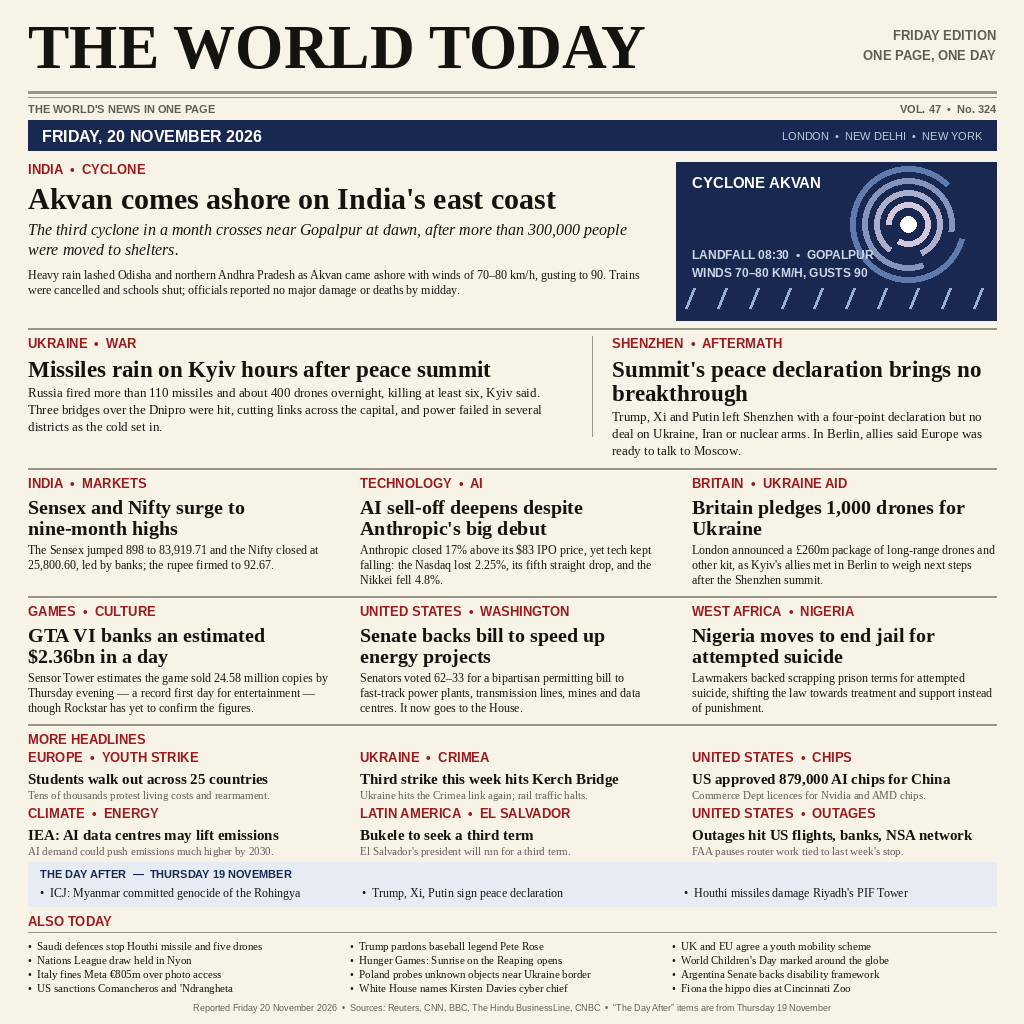 THE WORLD TODAY
FRIDAY EDITION
ONE PAGE, ONE DAY
THE WORLD'S NEWS IN ONE PAGE
VOL. 47 • No. 324
FRIDAY, 20 NOVEMBER 2026
LONDON • NEW DELHI • NEW YORK
INDIA • CYCLONE
Akvan comes ashore on India's east coast
The third cyclone in a month crosses near Gopalpur at dawn, after more than 300,000 people
were moved to shelters.
Heavy rain lashed Odisha and northern Andhra Pradesh as Akvan came ashore with winds of 70–80 km/h, gusting to 90. Trains
were cancelled and schools shut; officials reported no major damage or deaths by midday.
CYCLONE AKVAN
LANDFALL 08:30 • GOPALPUR
WINDS 70–80 KM/H, GUSTS 90
UKRAINE • WAR
Missiles rain on Kyiv hours after peace summit
Russia fired more than 110 missiles and about 400 drones overnight, killing at least six, Kyiv said.
Three bridges over the Dnipro were hit, cutting links across the capital, and power failed in several
districts as the cold set in.
SHENZHEN • AFTERMATH
Summit's peace declaration brings no
breakthrough
Trump, Xi and Putin left Shenzhen with a four-point declaration but no
deal on Ukraine, Iran or nuclear arms. In Berlin, allies said Europe was
ready to talk to Moscow.
INDIA • MARKETS
Sensex and Nifty surge to
nine-month highs
The Sensex jumped 898 to 83,919.71 and the Nifty closed at
25,800.60, led by banks; the rupee firmed to 92.67.
TECHNOLOGY • AI
AI sell-off deepens despite
Anthropic's big debut
Anthropic closed 17% above its $83 IPO price, yet tech kept
falling: the Nasdaq lost 2.25%, its fifth straight drop, and the
Nikkei fell 4.8%.
BRITAIN • UKRAINE AID
Britain pledges 1,000 drones for
Ukraine
London announced a £260m package of long-range drones and
other kit, as Kyiv's allies met in Berlin to weigh next steps
after the Shenzhen summit.
GAMES • CULTURE
GTA VI banks an estimated
$2.36bn in a day
Sensor Tower estimates the game sold 24.58 million copies by
Thursday evening — a record first day for entertainment —
though Rockstar has yet to confirm the figures.
UNITED STATES • WASHINGTON
Senate backs bill to speed up
energy projects
Senators voted 62–33 for a bipartisan permitting bill to
fast-track power plants, transmission lines, mines and data
centres. It now goes to the House.
WEST AFRICA • NIGERIA
Nigeria moves to end jail for
attempted suicide
Lawmakers backed scrapping prison terms for attempted
suicide, shifting the law towards treatment and support instead
of punishment.
MORE HEADLINES
EUROPE • YOUTH STRIKE
Students walk out across 25 countries
Tens of thousands protest living costs and rearmament.
UKRAINE • CRIMEA
Third strike this week hits Kerch Bridge
Ukraine hits the Crimea link again; rail traffic halts.
UNITED STATES • CHIPS
US approved 879,000 AI chips for China
Commerce Dept licences for Nvidia and AMD chips.
CLIMATE • ENERGY
IEA: AI data centres may lift emissions
AI demand could push emissions much higher by 2030.
LATIN AMERICA • EL SALVADOR
Bukele to seek a third term
El Salvador's president will run for a third term.
UNITED STATES • OUTAGES
Outages hit US flights, banks, NSA network
FAA pauses router work tied to last week's stop.
THE DAY AFTER — THURSDAY 19 NOVEMBER
• ICJ: Myanmar committed genocide of the Rohingya
• Trump, Xi, Putin sign peace declaration
• Houthi missiles damage Riyadh's PIF Tower
ALSO TODAY
• Saudi defences stop Houthi missile and five drones
• Nations League draw held in Nyon
• Italy fines Meta €805m over photo access
• US sanctions Comancheros and 'Ndrangheta
• Trump pardons baseball legend Pete Rose
• Hunger Games: Sunrise on the Reaping opens
• Poland probes unknown objects near Ukraine border
• White House names Kirsten Davies cyber chief
• UK and EU agree a youth mobility scheme
• World Children's Day marked around the globe
• Argentina Senate backs disability framework
• Fiona the hippo dies at Cincinnati Zoo
Reported Friday 20 November 2026 • Sources: Reuters, CNN, BBC, The Hindu BusinessLine, CNBC • “The Day After” items are from Thursday 19 November